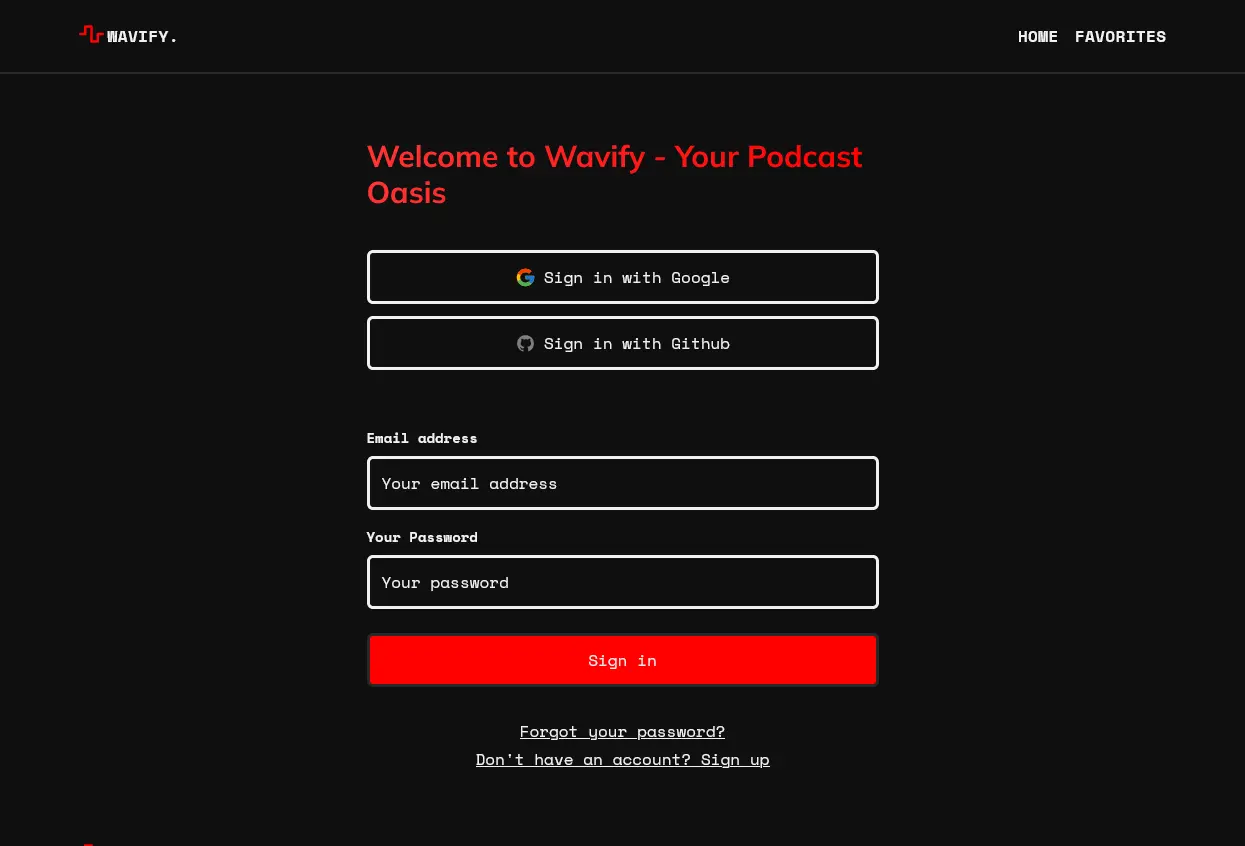 WAVIFY.
HOME FAVORITES
Welcome to Wavify - Your Podcast
Oasis
Sign in with Google
Sign in with Github
Email address
Your email address
Your Password
Your password
Sign in
Forgot your password?
Don't have an account? Sign up